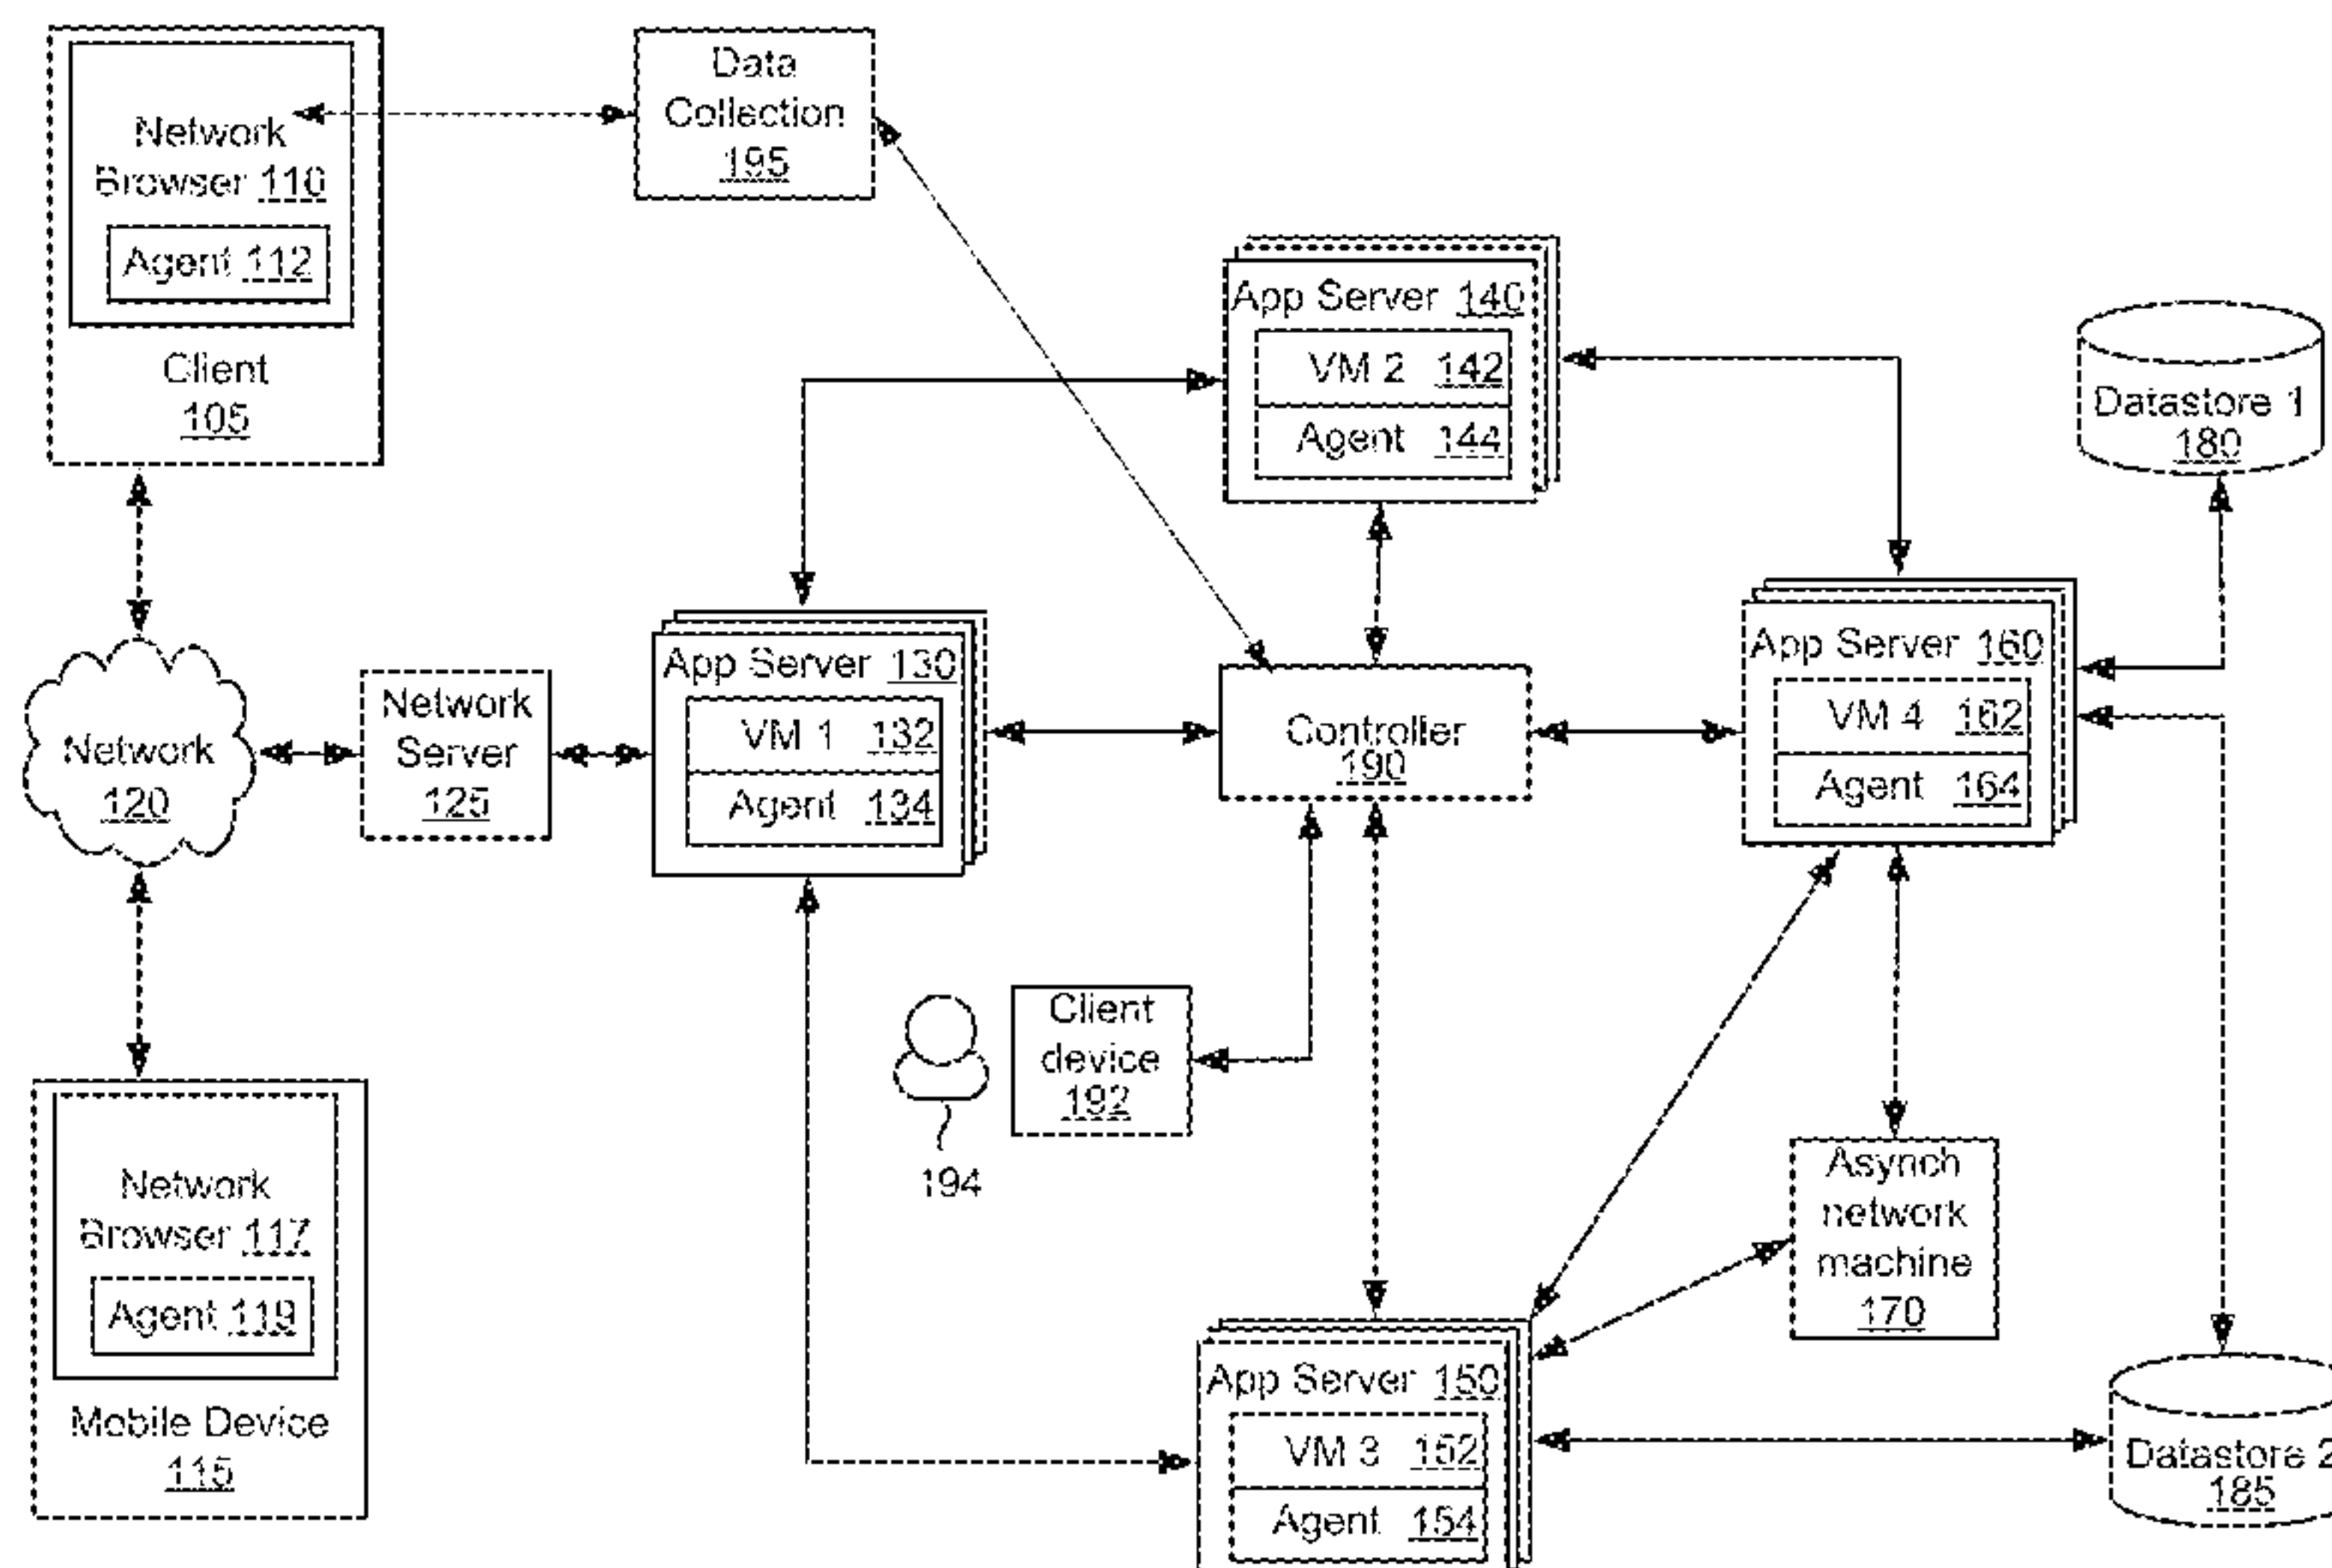 Network
Browser 110
Agent 112
Client
105
Data
Collection
195
App Server 140
VM 2 142
Agent 144
Datastore 1
180
Network
120
Network
Server
125
App Server 130
VM 1 132
Agent 134
Controller
190
App Server 160
VM 4 162
Agent 164
Client
device
192
194
Network
Browser 117
Agent 119
Mobile Device
115
Asynch
network
machine
170
App Server 150
VM 3 152
Agent 154
Datastore 2
185